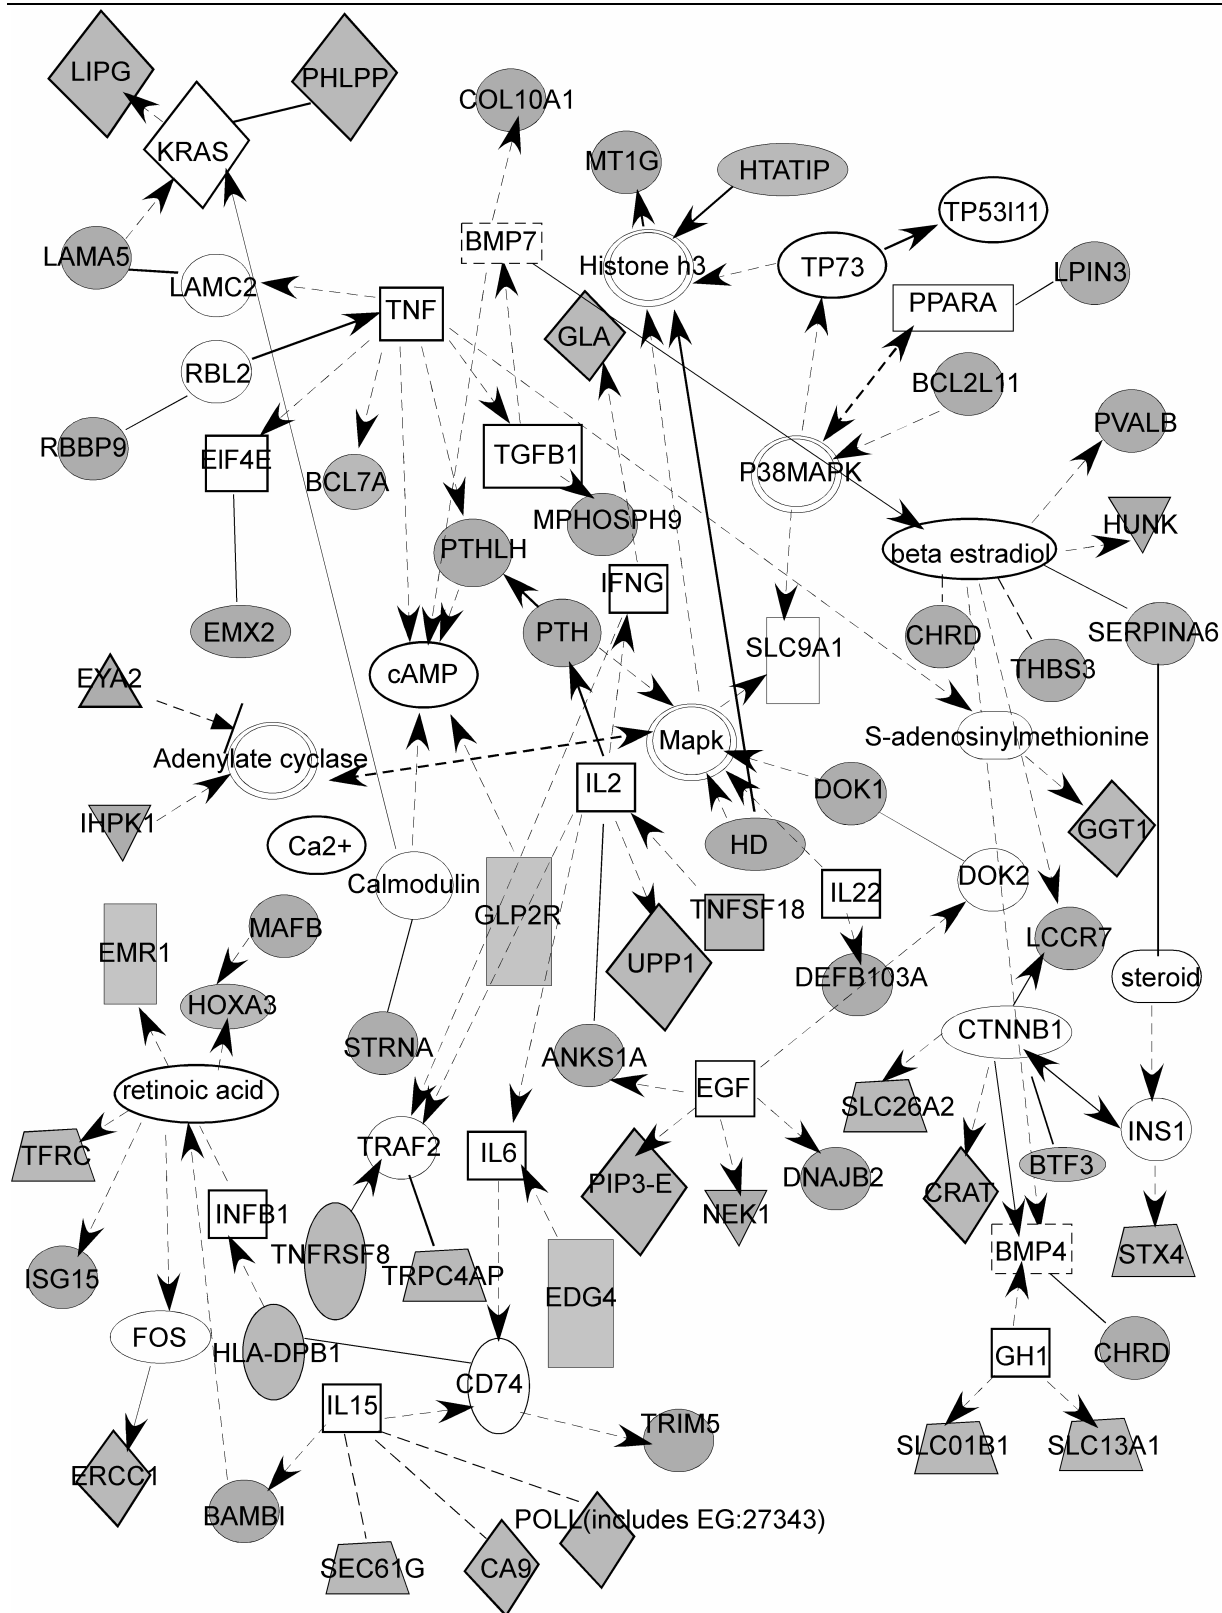 LIPG
PHLPP
COL10A1
KRAS
MT1G
HTATIP
TP53I11
LAMA5
BMP7
Histone h3
TP73
LPIN3
LAMC2
TNF
PPARA
GLA
RBL2
BCL2L11
RBBP9
EIF4E
BCL7A
TGFB1
P38MAPK
PVALB
MPHOSPH9
HUNK
PTHLH
beta estradiol
IFNG
EMX2
PTH
SLC9A1
CHRD
SERPINA6
THBS3
EYA2
cAMP
Adenylate cyclase
Mapk
S-adenosinylmethionine
IL2
DOK1
IHPK1
GGT1
Ca2+
HD
Calmodulin
DOK2
IL22
TNFSF18
GLP2R
MAFB
EMR1
LCCR7
UPP1
DEFB103A
steroid
HOXA3
CTNNB1
STRNA
ANKS1A
retinoic acid
EGF
SLC26A2
TFRC
TRAF2
IL6
INS1
BTF3
PIP3-E
DNAJB2
CRAT
INFB1
NEK1
TNFRSF8
BMP4
STX4
ISG15
TRPC4AP
EDG4
FOS
HLA-DPB1
GH1
CHRD
CD74
IL15
TRIM5
SLC01B1
SLC13A1
ERCC1
BAMBI
POLL(includes EG:27343)
SEC61G
CA9